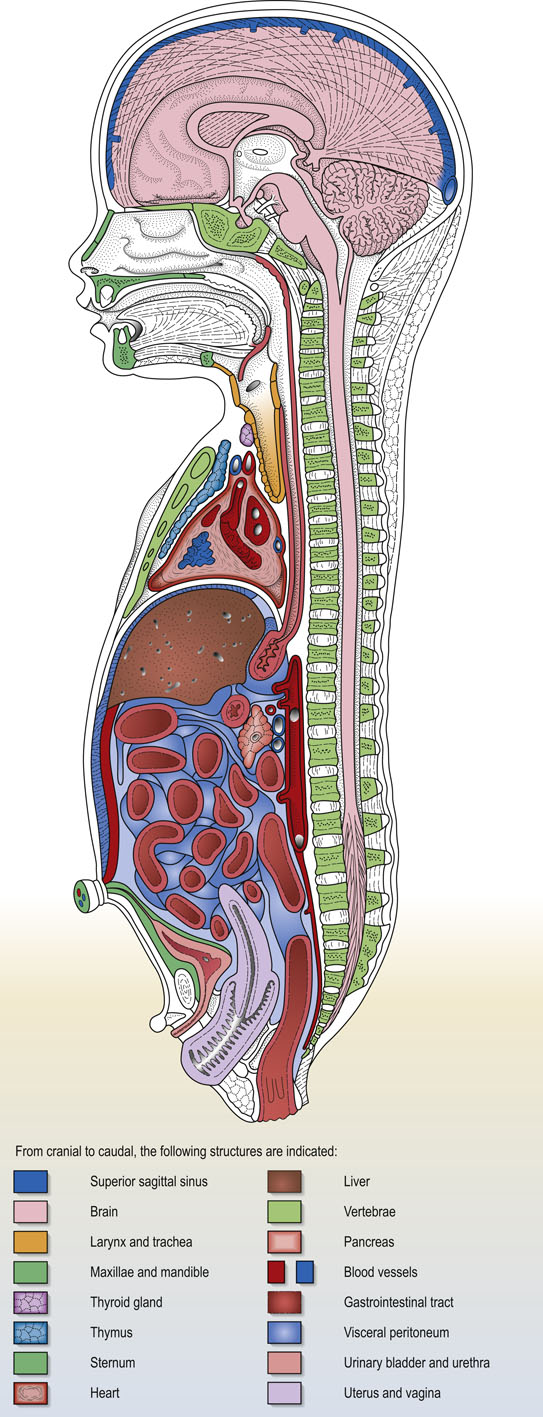 From cranial to caudal, the following structures are indicated:
Superior sagittal sinus
Brain
Larynx and trachea
Maxillae and mandible
Thyroid gland
Thymus
Sternum
Heart
Liver
Vertebrae
Pancreas
Blood vessels
Gastrointestinal tract
Visceral peritoneum
Urinary bladder and urethra
Uterus and vagina